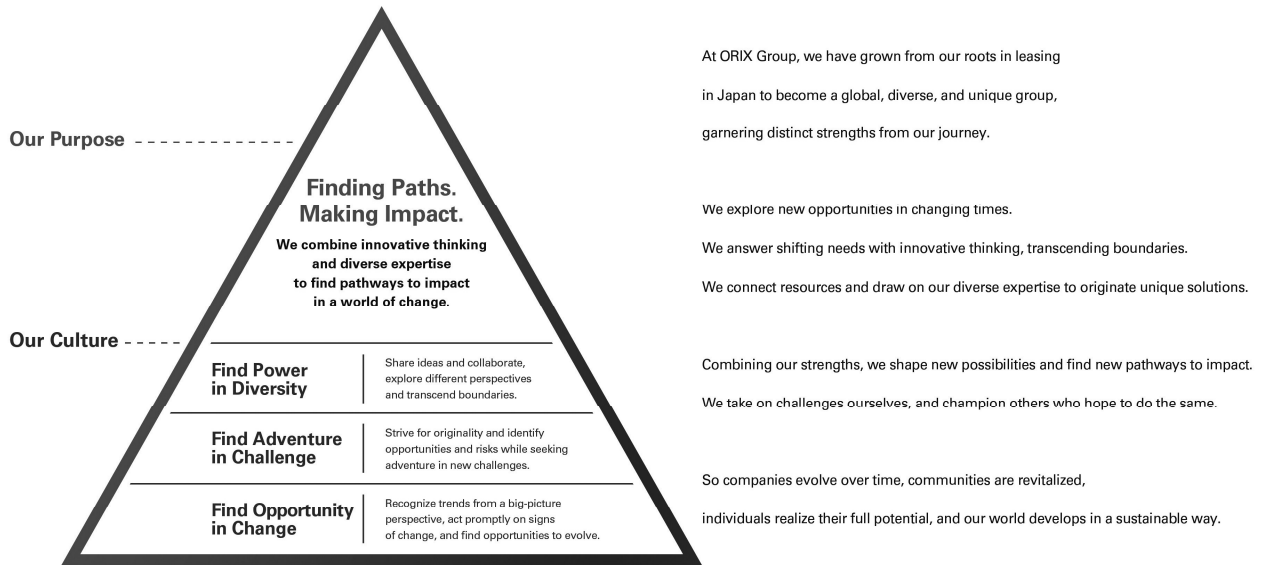 Our Purpose
Finding Paths.
Making Impact.
We combine innovative thinking
and diverse expertise
to find pathways to impact
in a world of change.
Our Culture
Find Power
in Diversity
Share ideas and collaborate,
explore different perspectives
and transcend boundaries.
Find Adventure
in Challenge
Strive for originality and identify
opportunities and risks while seeking
adventure in new challenges.
Find Opportunity
in Change
Recognize trends from a big-picture
perspective, act promptly on signs
of change, and find opportunities to evolve.
At ORIX Group, we have grown from our roots in leasing
in Japan to become a global, diverse, and unique group,
garnering distinct strengths from our journey.
We explore new opportunities in changing times.
We answer shifting needs with innovative thinking, transcending boundaries.
We connect resources and draw on our diverse expertise to originate unique solutions.
Combining our strengths, we shape new possibilities and find new pathways to impact.
We take on challenges ourselves, and champion others who hope to do the same.
So companies evolve over time, communities are revitalized,
individuals realize their full potential, and our world develops in a sustainable way.